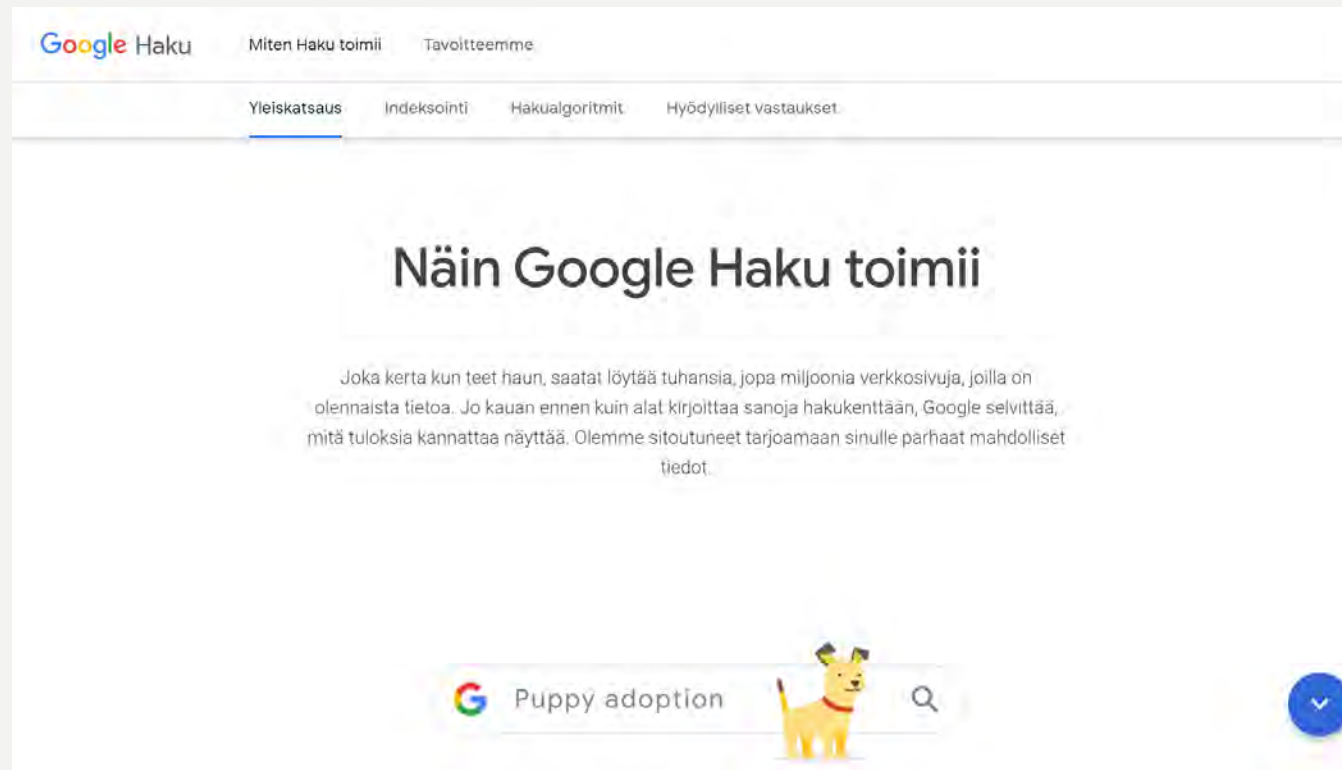 Google Haku Miten Haku toimii Tavoitteemme
Yleiskatsaus Indeksointi Hakualgoritmit Hyödylliset vastaukset
Näin Google Haku toimii
Joka kerta kun teet haun, saatat löytää tuhansia, jopa miljoonia verkkosivuja, joilla on
olennaista tietoa. Jo kauan ennen kuin alat kirjoittaa sanoja hakukenttään, Google selvittää,
mitä tuloksia kannattaa näyttää. Olemme sitoutuneet tarjoamaan sinulle parhaat mahdolliset
tiedot.
G Puppy adoption